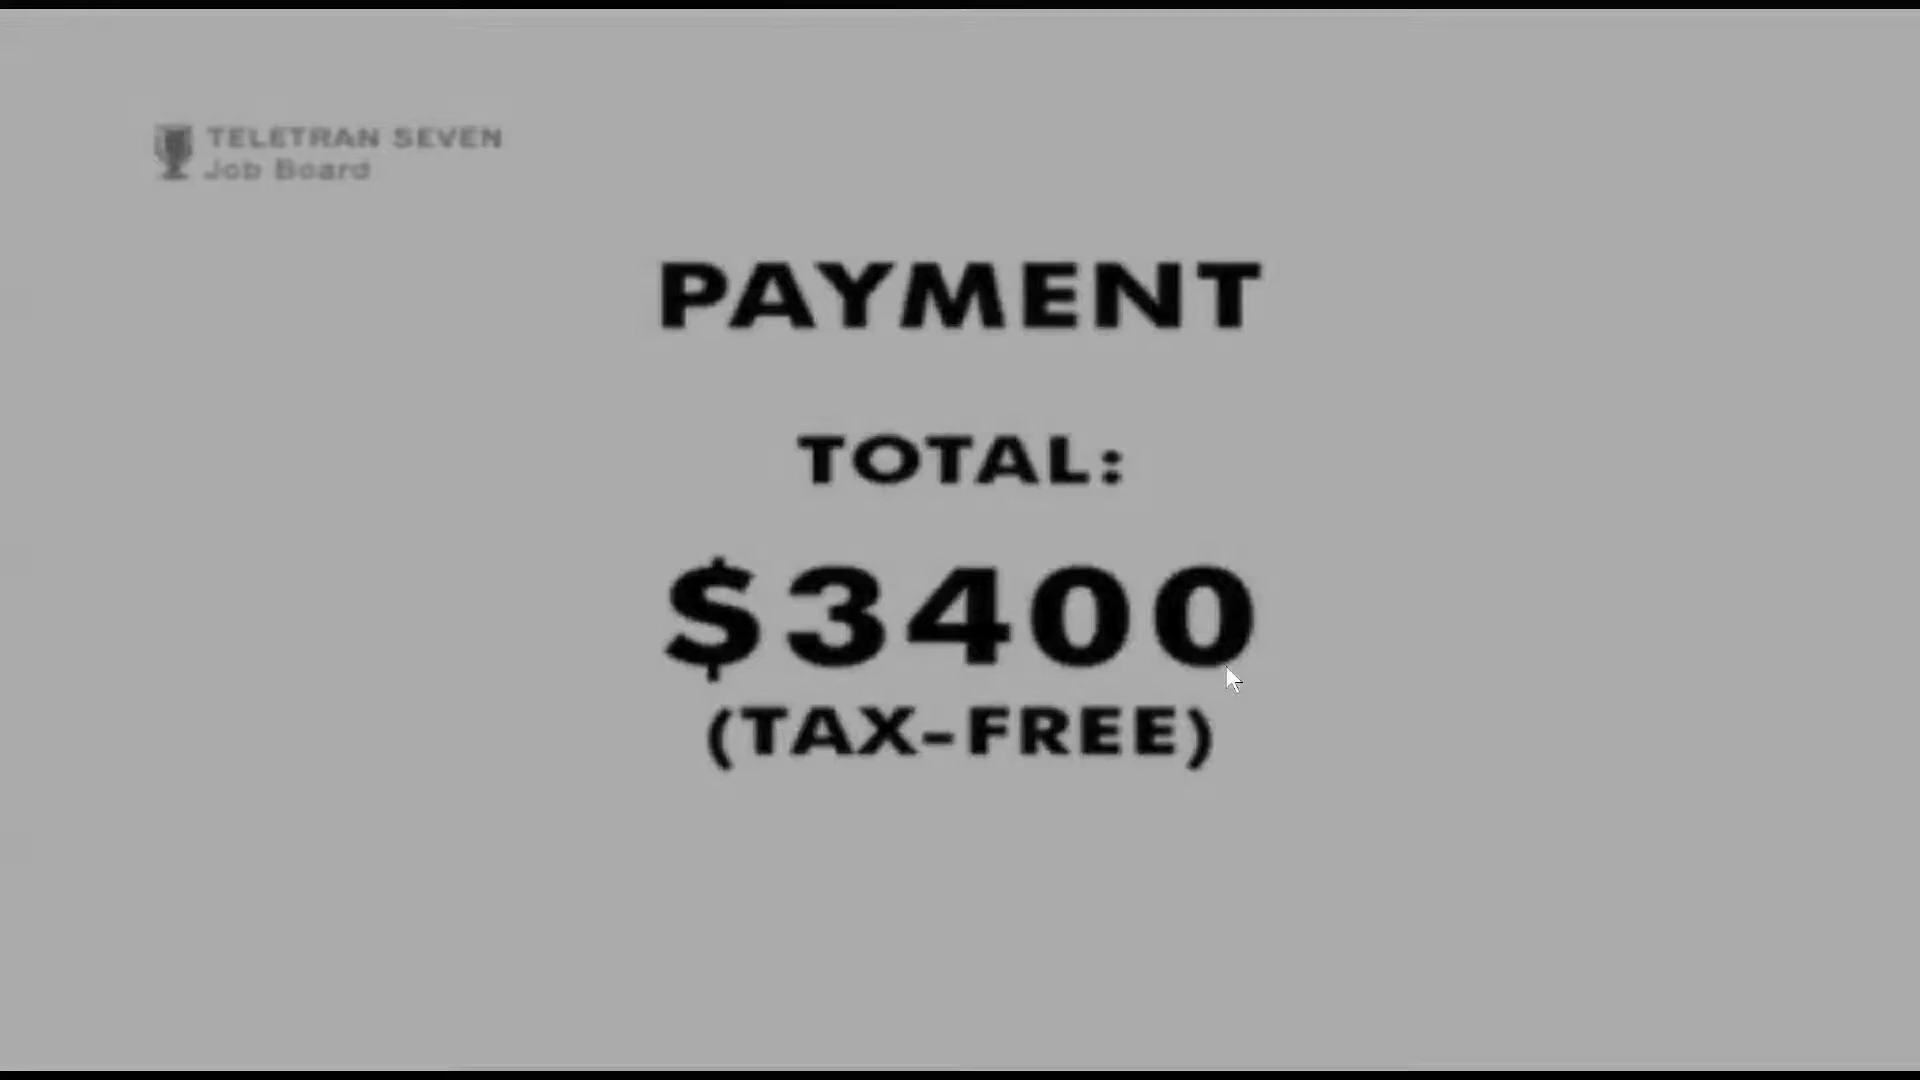 TELETRAN SEVEN
Job Board
PAYMENT
TOTAL:
$3400
(TAX-FREE)